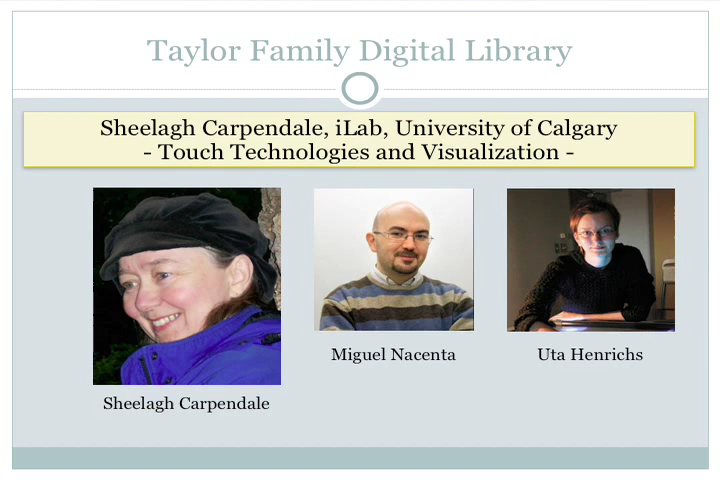 Taylor Family Digital Library
Sheelagh Carpendale, iLab, University of Calgary
- Touch Technologies and Visualization -
Miguel Nacenta
Uta Henrichs
Sheelagh Carpendale